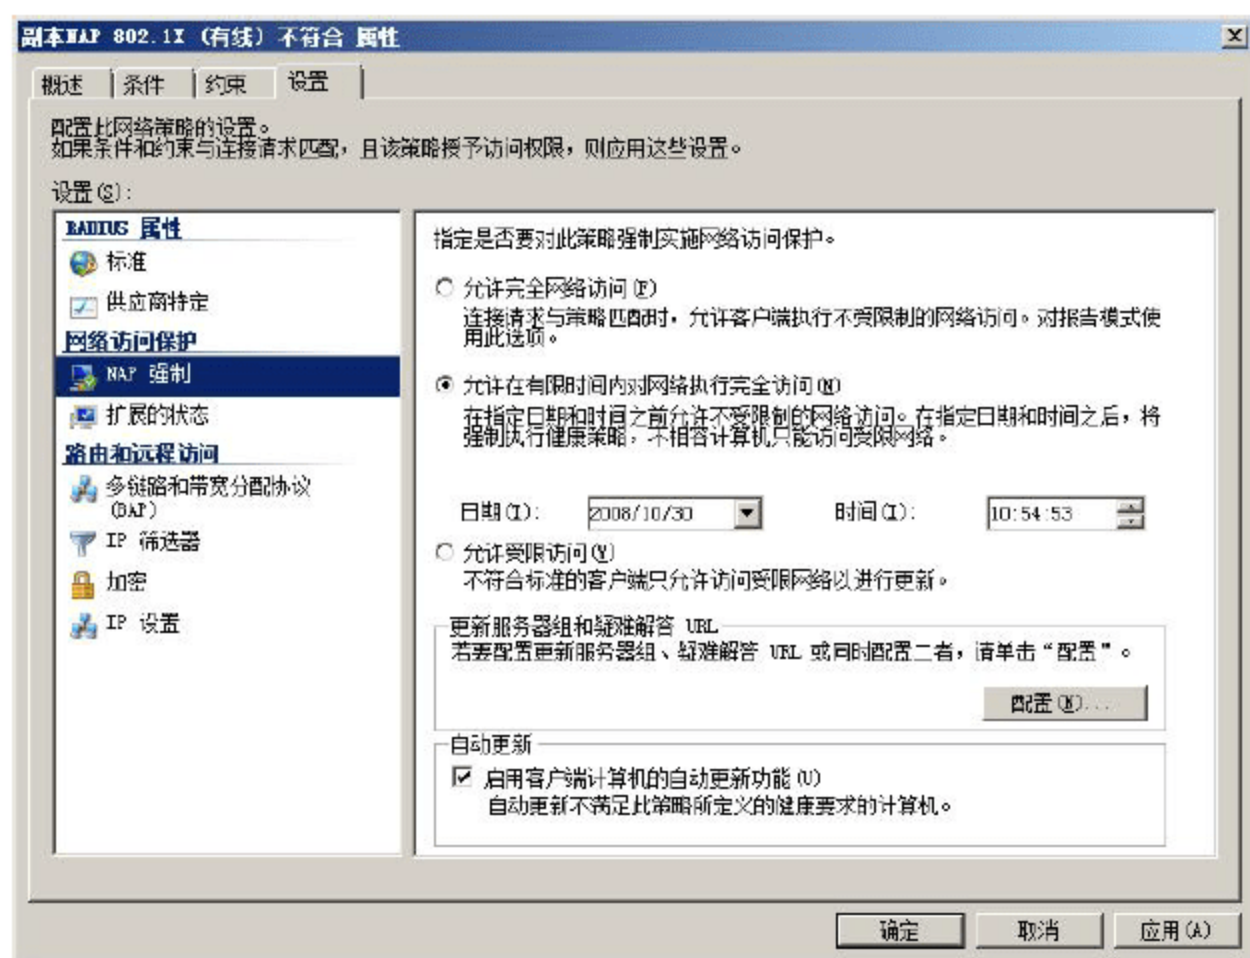 副本NAP 802.1X (有线) 不符合 属性
概述
条件
约束
设置
配置此网络策略的设置。
如果条件和约束与连接请求匹配，且该策略授予访问权限，则应用这些设置。
设置(S):
RADIUS 属性
标准
供应商特定
网络访问保护
NAP 强制
扩展的状态
路由和远程访问
多链路和带宽分配协议
(BAP)
IP 筛选器
加密
IP 设置
指定是否要对此策略强制实施网络访问保护。
允许完全网络访问(F)
连接请求与策略匹配时，允许客户端执行不受限制的网络访问。对报告模式使
用此选项。
允许在有限时间内对网络执行完全访问(N)
在指定日期和时间之前允许不受限制的网络访问。在指定日期和时间之后，将
强制执行健康策略，不相容计算机只能访问受限网络。
日期(I): 2008/10/30 时间(I): 10:54:53
允许受限访问(V)
不符合标准的客户端只允许访问受限网络以进行更新。
更新服务器组和疑难解答 URL
若要配置更新服务器组、疑难解答 URL 或同时配置二者，请单击“配置”。
配置(N)...
自动更新
启用客户端计算机的自动更新功能(U)
自动更新不满足此策略所定义的健康要求的计算机。
确定
取消
应用(A)